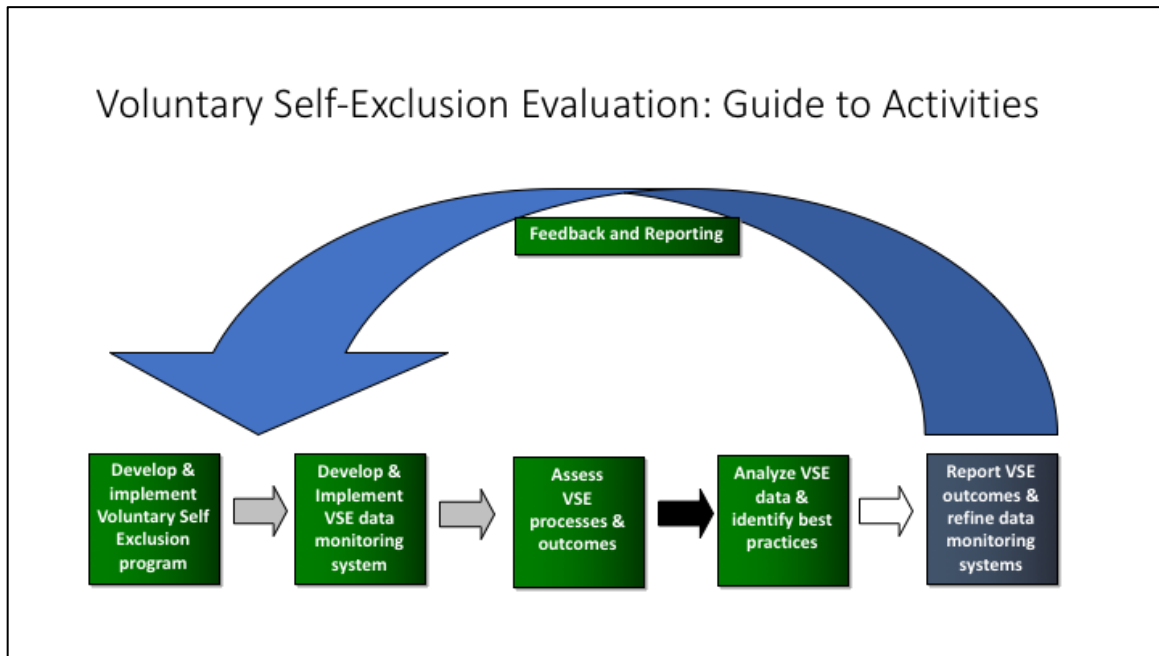 Voluntary Self-Exclusion Evaluation: Guide to Activities
Feedback and Reporting
Develop &
implement
Voluntary Self
Exclusion
program
Develop &
Implement
VSE data
monitoring
system
Assess
VSE
processes &
outcomes
Analyze VSE
data &
identify best
practices
Report VSE
outcomes &
refine data
monitoring
systems